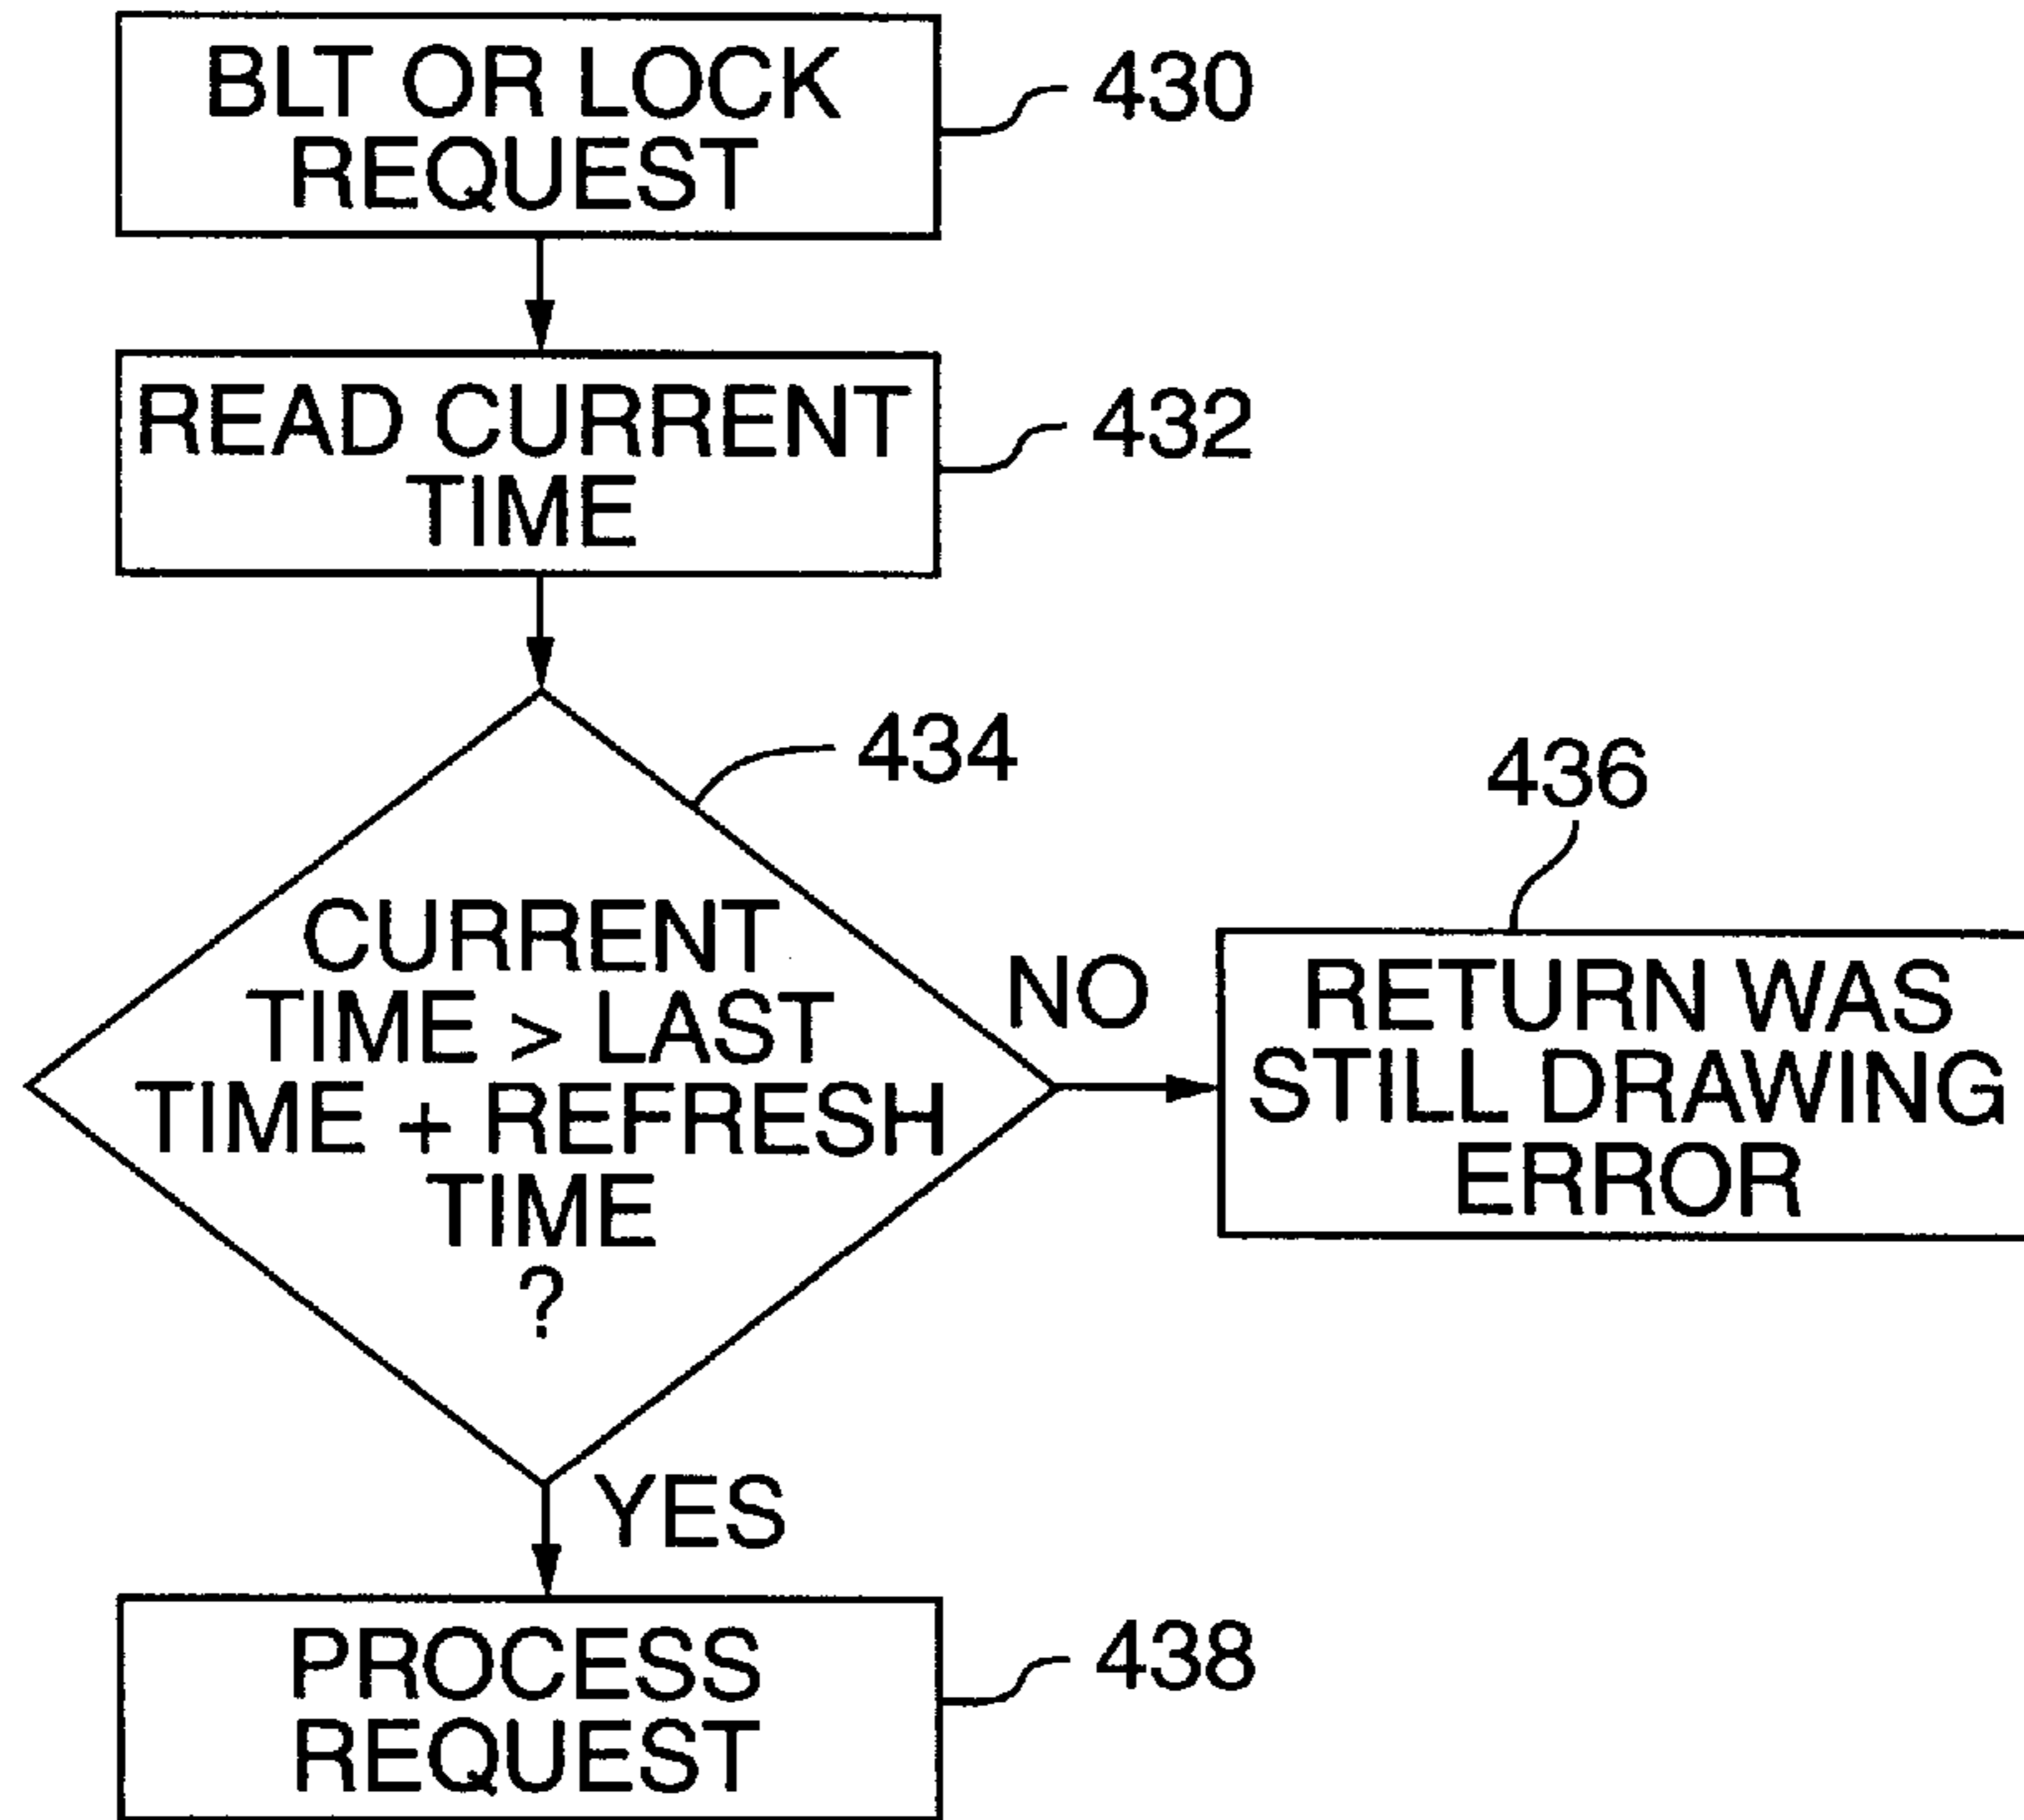 BLT OR LOCK
REQUEST
430
READ CURRENT
TIME
432
434
CURRENT
TIME > LAST
TIME + REFRESH
TIME
?
NO
436
RETURN WAS
STILL DRAWING
ERROR
YES
PROCESS
REQUEST
438